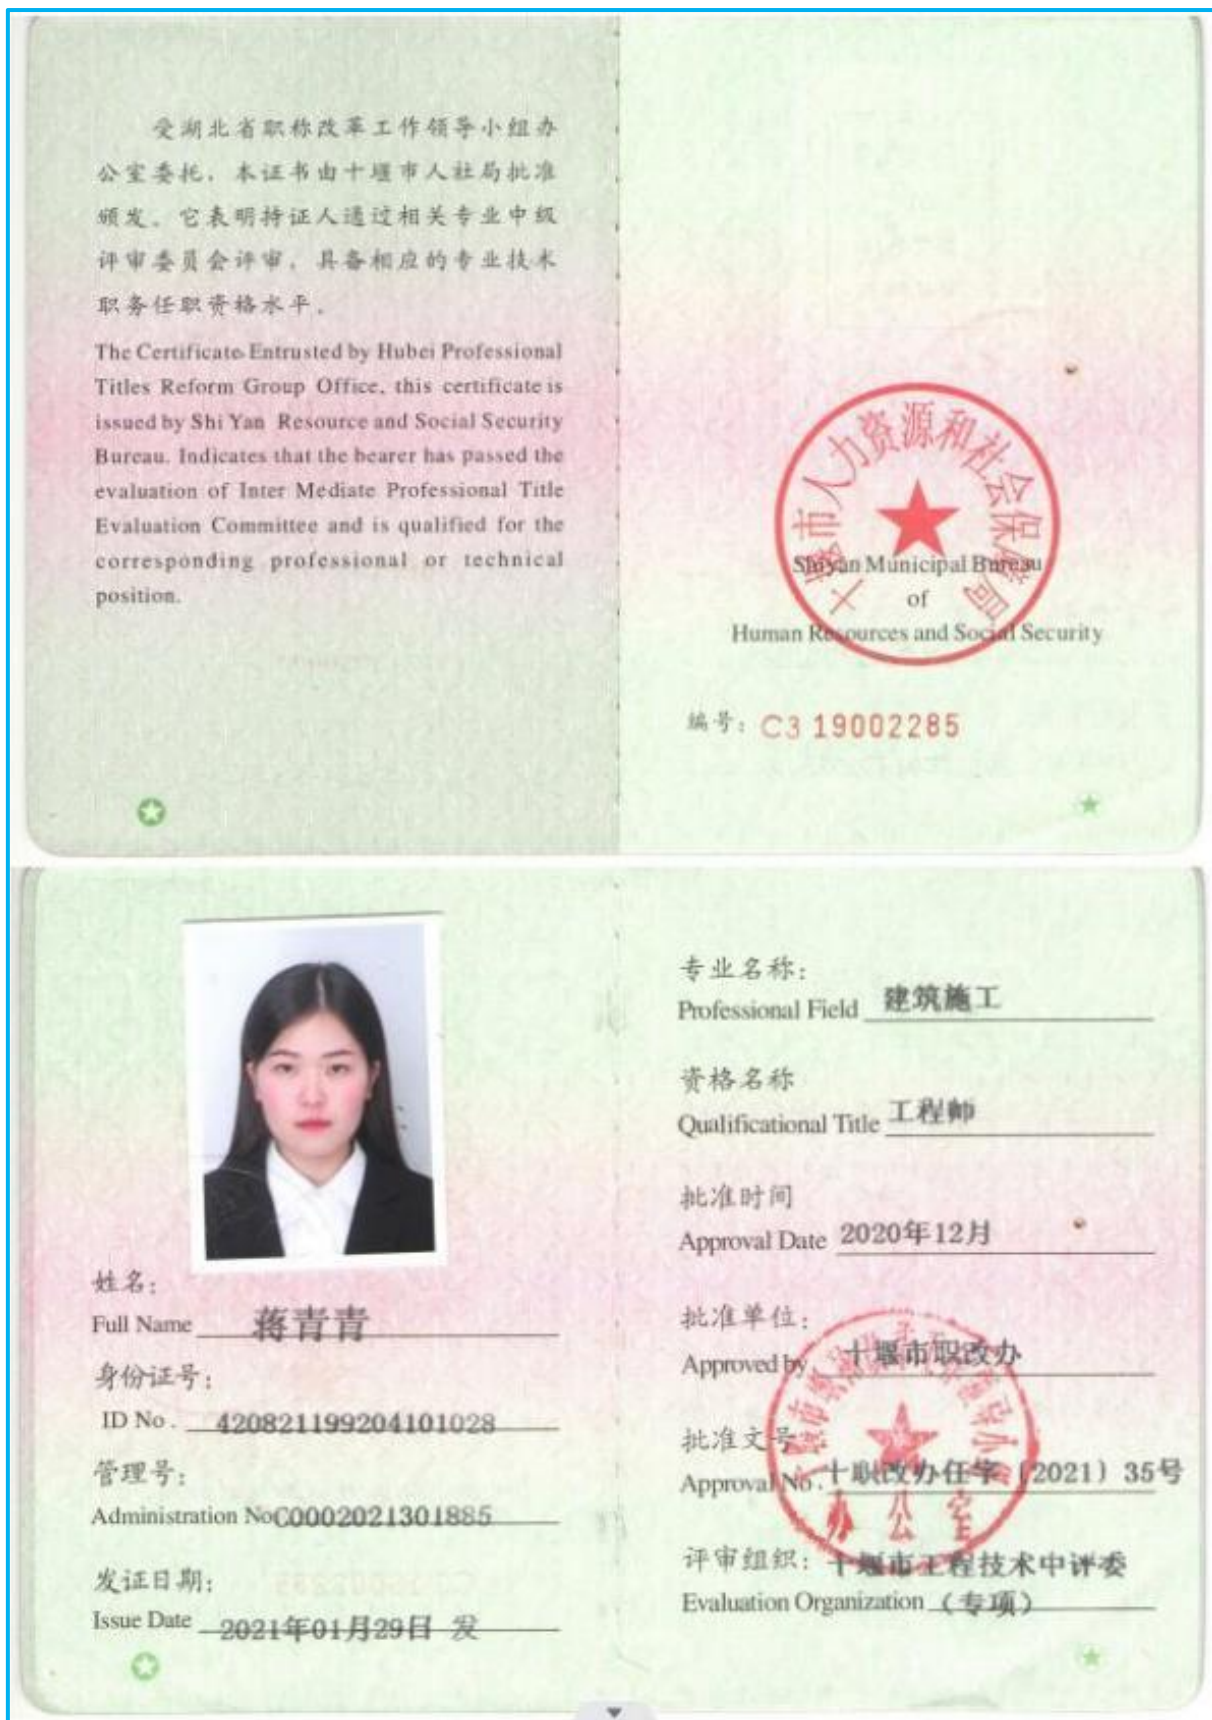 受湖北省职称改革工作领导小组办
公室委托，本证书由十堰市人社局批准
颁发。它表明持证人通过相关专业中级
评审委员会评审，具备相应的专业技术
职务任职资格水平。
The Certificate Entrusted by Hubei Professional
Titles Reform Group Office, this certificate is
issued by Shi Yan Resource and Social Security
Bureau. Indicates that the bearer has passed the
evaluation of Inter Mediate Professional Title
Evaluation Committee and is qualified for the
corresponding professional or technical
position.
十堰市人力资源和社会保障局
Shiyan Municipal Bureau
of
Human Resources and Social Security
编号：C3 19002285
姓名：
Full Name 蒋青青
身份证号：
ID No . 420821199204101028
管理号：
Administration No C0002021301885
发证日期：
Issue Date 2021年01月29日 发
专业名称：
Professional Field 建筑施工
资格名称
Qualificational Title 工程师
批准时间
Approval Date 2020年12月
批准单位：
Approved by 十堰市职改办
批准文号
Approval No . 十职改办任字〔2021〕35号
评审组织：十堰市工程技术中评委
Evaluation Organization （专项）
办公室